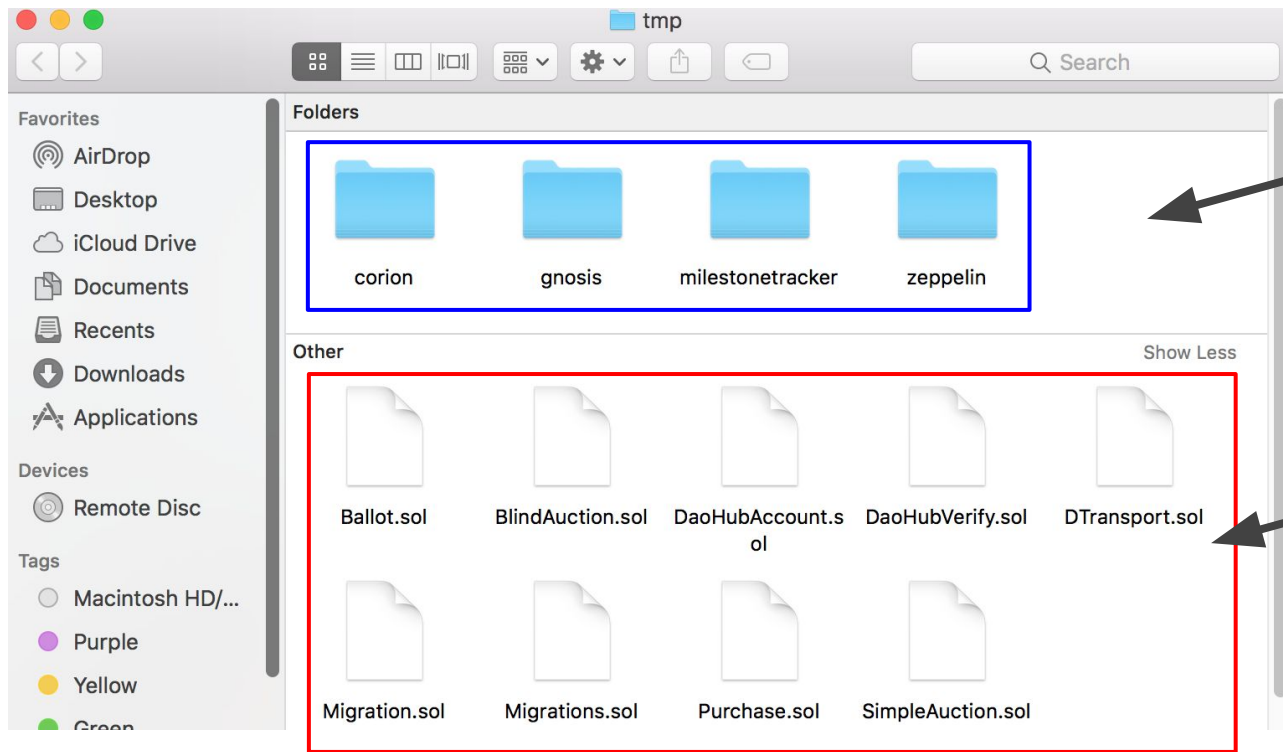 tmp
Search
Favorites
AirDrop
Desktop
iCloud Drive
Documents
Recents
Downloads
Applications
Devices
Remote Disc
Tags
Macintosh HD/...
Purple
Yellow
Green
Folders
corion gnosis milestonetracker zeppelin
Other Show Less
Ballot.sol BlindAuction.sol DaoHubAccount.s DaoHubVerify.sol DTransport.sol
ol
Migration.sol Migrations.sol Purchase.sol SimpleAuction.sol